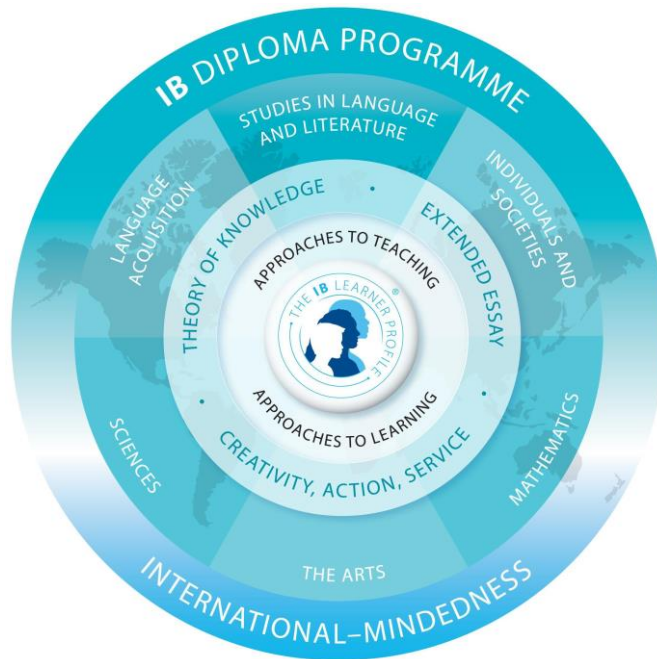 IB DIPLOMA PROGRAMME
STUDIES IN LANGUAGE
AND LITERATURE
LANGUAGE
ACQUISITION
INDIVIDUALS AND
SOCIETIES
THEORY OF KNOWLEDGE •
EXTENDED ESSAY •
APPROACHES TO TEACHING
THE IB LEARNER PROFILE®
APPROACHES TO LEARNING
CREATIVITY, ACTION, SERVICE •
SCIENCES
MATHEMATICS
THE ARTS
INTERNATIONAL–MINDEDNESS